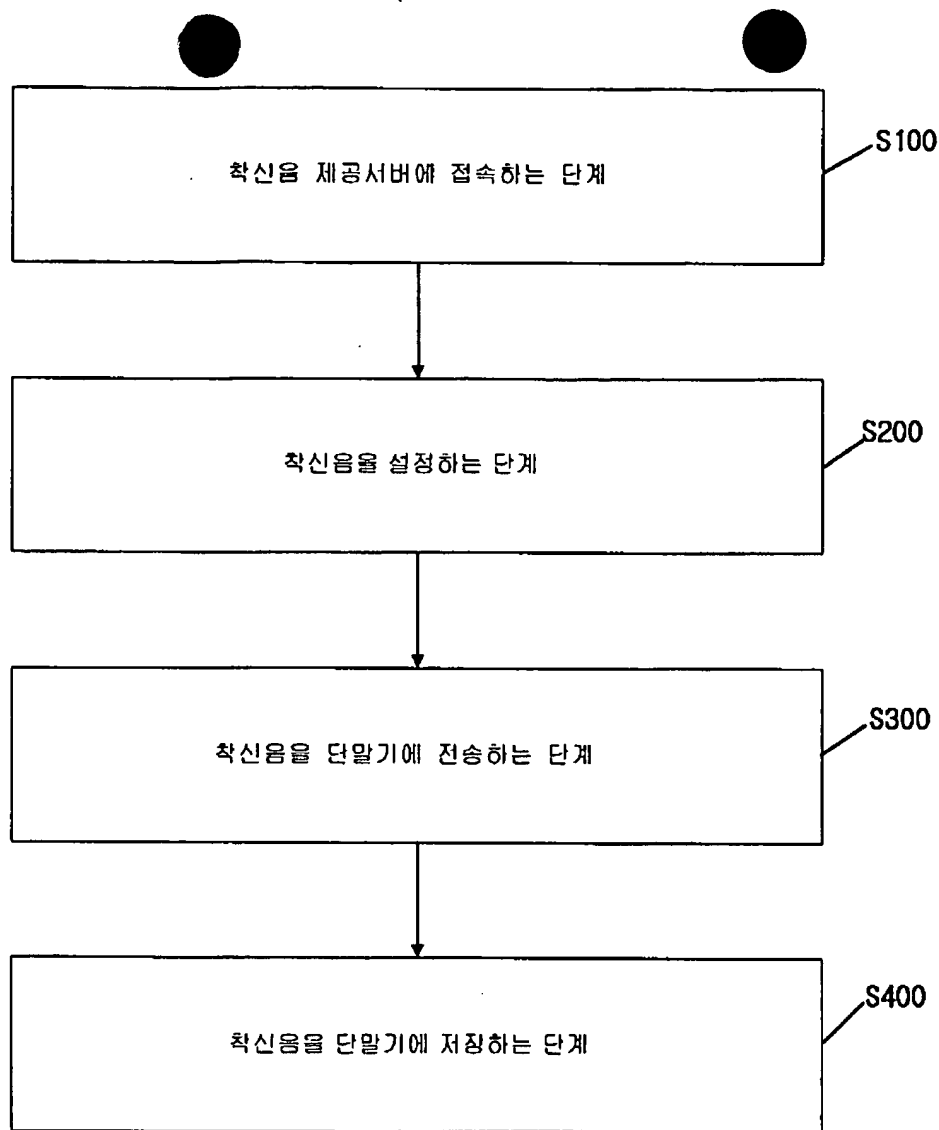 착신음 제공서버에 접속하는 단계
S100
착신음을 설정하는 단계
S200
착신음을 단말기에 전송하는 단계
S300
착신음을 단말기에 저장하는 단계
S400